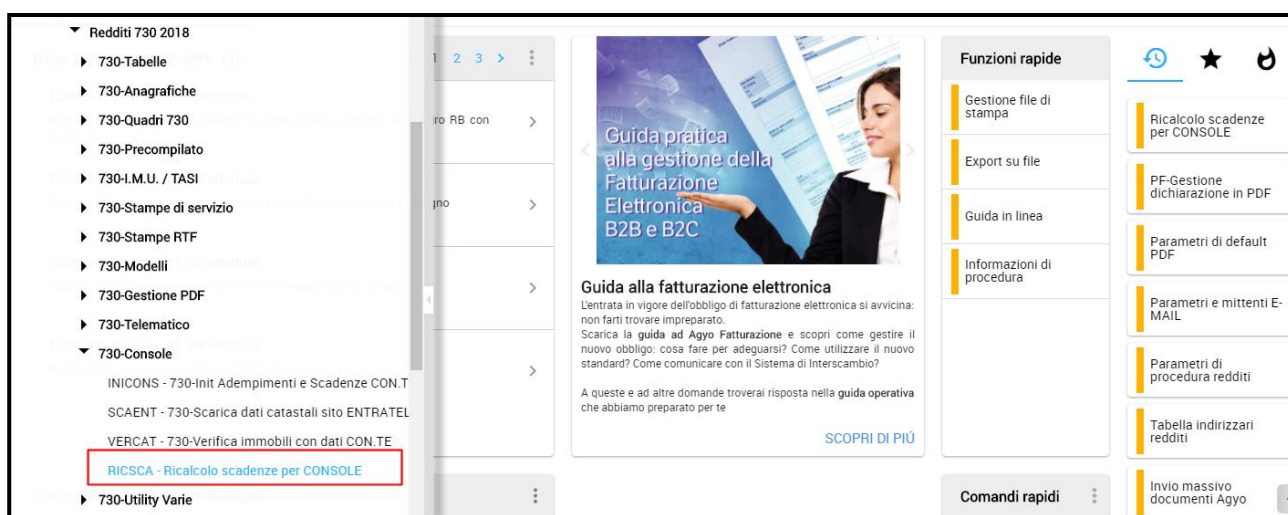 Redditi 730 2018
730-Tabelle
730-Anagrafiche
730-Quadri 730
730-Precompilato
730-I.M.U. / TASI
730-Stampe di servizio
730-Stampe RTF
730-Modelli
730-Gestione PDF
730-Telematico
730-Console
INICONS - 730-Init Adempimenti e Scadenze CON.T
SCAENT - 730-Scarica dati catastali sito ENTRATEL
VERCAT - 730-Verifica immobili con dati CON.TE
RICSCA - Ricalcolo scadenze per CONSOLE
730-Utility Varie
1 2 3
RB con
Guida pratica
alla gestione della
Fatturazione
Elettronica
B2B e B2C
Guida alla fatturazione elettronica
L'entrata in vigore dell'obbligo di fatturazione elettronica si avvicina:
non farti trovare impreparato.
Scarica la guida ad Agyo Fatturazione e scopri come gestire il
nuovo obbligo: cosa fare per adeguarsi? Come utilizzare il nuovo
standard? Come comunicare con il Sistema di Interscambio?
A queste e ad altre domande troverai risposta nella guida operativa
che abbiamo preparato per te
SCOPRI DI PIÚ
Funzioni rapide
Gestione file di
stampa
Export su file
Guida in linea
Informazioni di
procedura
Comandi rapidi
Ricalcolo scadenze
per CONSOLE
PF-Gestione
dichiarazione in PDF
Parametri di default
PDF
Parametri e mittenti E-
MAIL
Parametri di
procedura redditi
Tabella indirizzari
redditi
Invio massivo
documenti Agyo